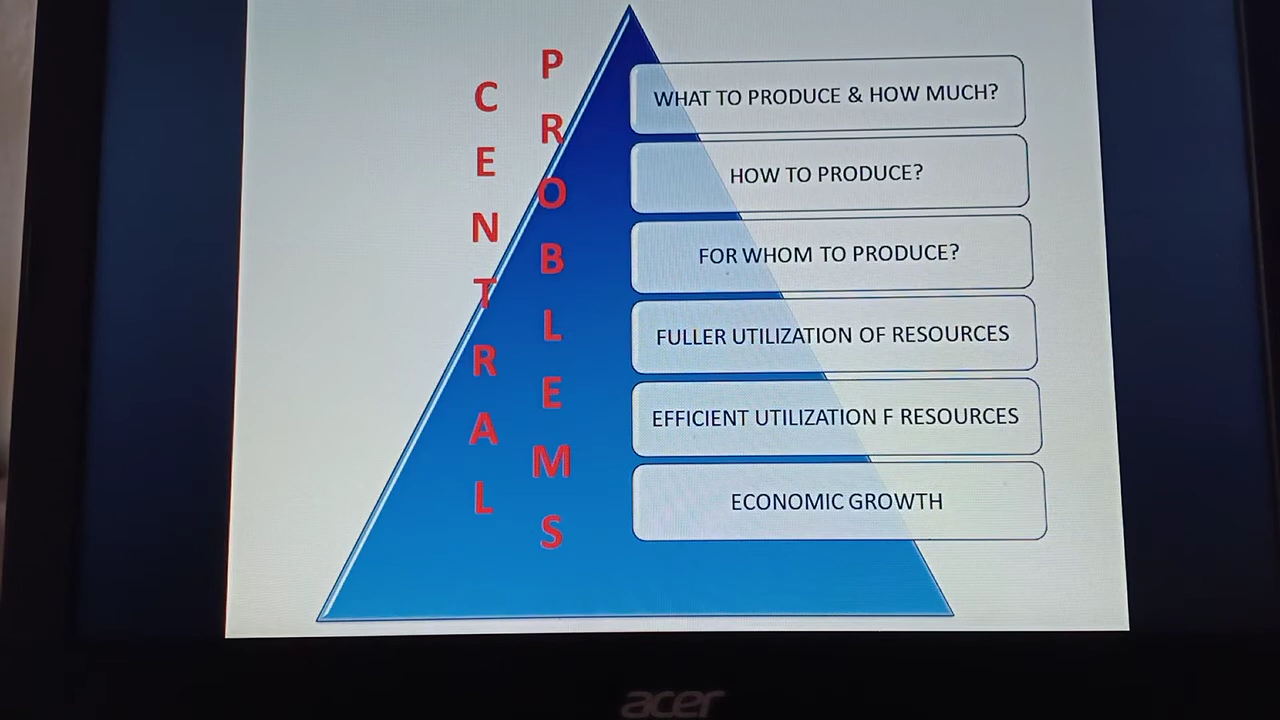 CENTRAL
PROBLEMS
WHAT TO PRODUCE & HOW MUCH?
HOW TO PRODUCE?
FOR WHOM TO PRODUCE?
FULLER UTILIZATION OF RESOURCES
EFFICIENT UTILIZATION F RESOURCES
ECONOMIC GROWTH
acer